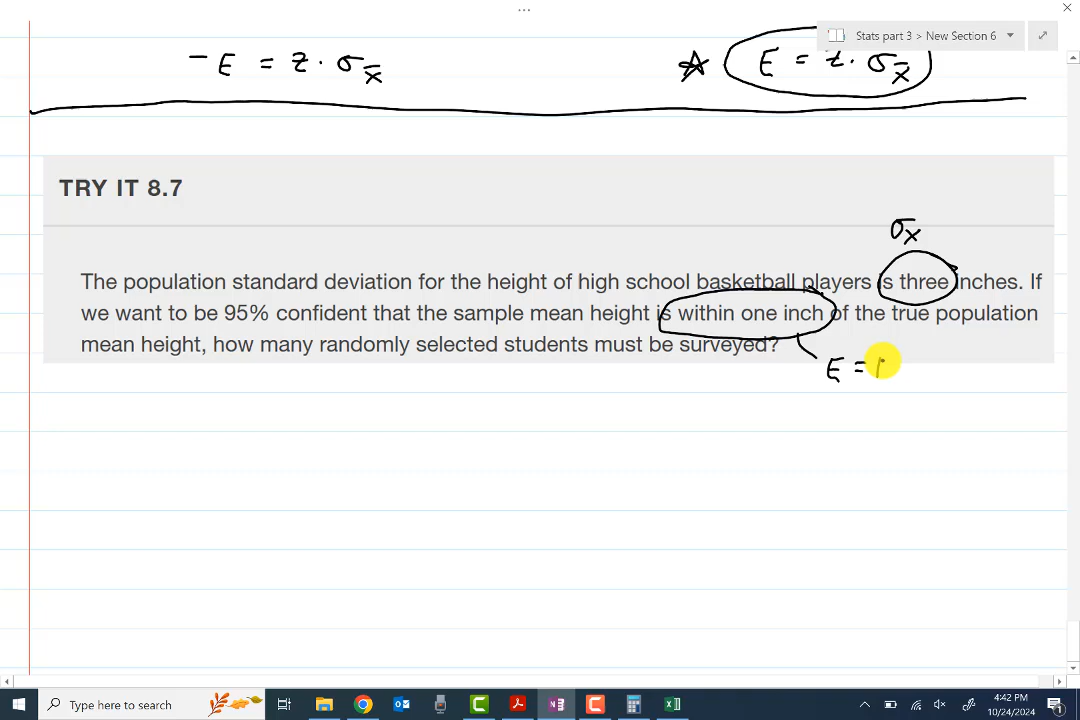 ...
Stats part 3 > New Section 6
- E = z · σx̄
☆ E = z · σx̄
TRY IT 8.7
σx
The population standard deviation for the height of high school basketball players is three inches. If
we want to be 95% confident that the sample mean height is within one inch of the true population
mean height, how many randomly selected students must be surveyed?
E = 1
Type here to search
4:42 PM
10/24/2024
1